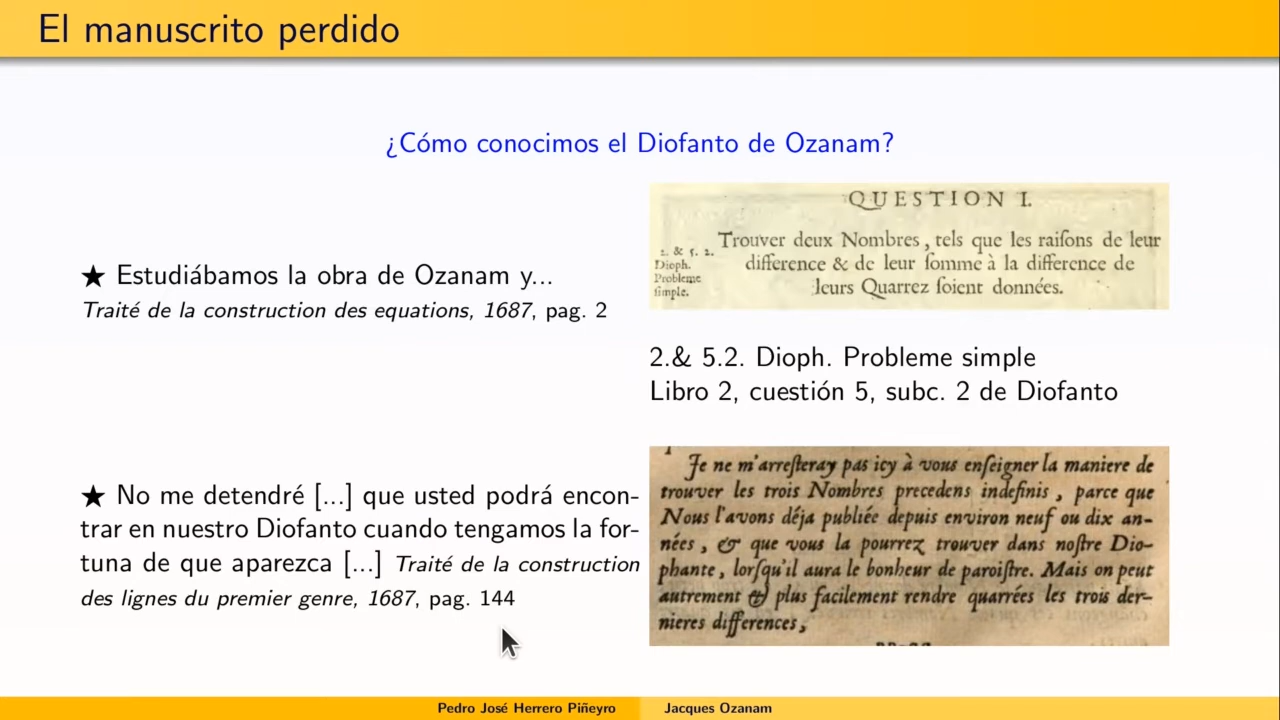 El manuscrito perdido
¿Cómo conocimos el Diofanto de Ozanam?
★ Estudiábamos la obra de Ozanam y...
Traité de la construction des equations, 1687, pag. 2
QUESTION I.
2. & 5. 2.
Dioph.
Probleme
ſimple.
Trouver deux Nombres, tels que les raiſons de leur
difference & de leur ſomme à la difference de
leurs Quarrez ſoient données.
2.& 5.2. Dioph. Probleme simple
Libro 2, cuestión 5, subc. 2 de Diofanto
★ No me detendré [...] que usted podrá encon-
trar en nuestro Diofanto cuando tengamos la for-
tuna de que aparezca [...] Traité de la construction
des lignes du premier genre, 1687, pag. 144
Je ne m'arreſteray pas icy à vous enſeigner la maniere de
trouver les trois Nombres precedens indefinis, parce que
Nous l'avons déja publiée depuis environ neuf ou dix an-
nées, & que vous la pourrez trouver dans noſtre Dio-
phante, lorſqu'il aura le bonheur de paroiſtre. Mais on peut
autrement & plus facilement rendre quarrées les trois der-
nieres differences,
Pedro José Herrero Piñeyro
Jacques Ozanam